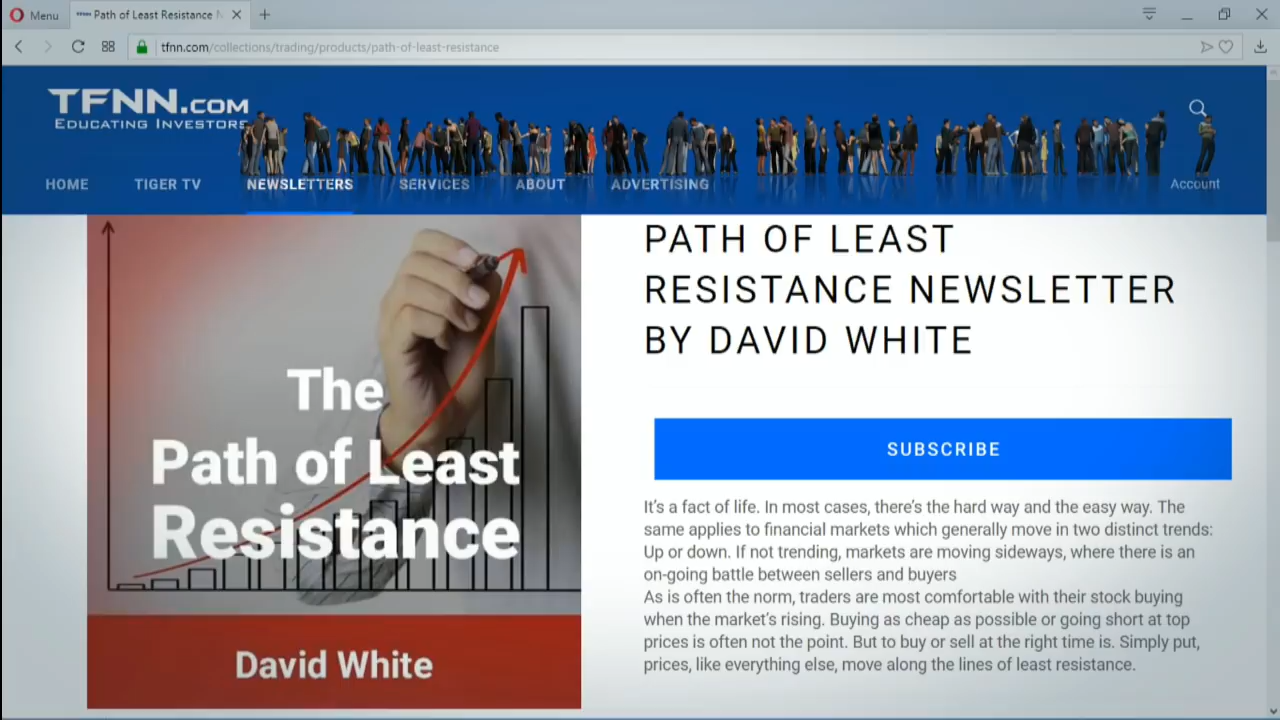 Menu
Path of Least Resistance N
tfnn.com/collections/trading/products/path-of-least-resistance
TFNN.COM
EDUCATING INVESTORS
HOME
TIGER TV
NEWSLETTERS
SERVICES
ABOUT
ADVERTISING
Account
The
Path of Least
Resistance
David White
PATH OF LEAST
RESISTANCE NEWSLETTER
BY DAVID WHITE
SUBSCRIBE
It's a fact of life. In most cases, there's the hard way and the easy way. The
same applies to financial markets which generally move in two distinct trends:
Up or down. If not trending, markets are moving sideways, where there is an
on-going battle between sellers and buyers
As is often the norm, traders are most comfortable with their stock buying
when the market's rising. Buying as cheap as possible or going short at top
prices is often not the point. But to buy or sell at the right time is. Simply put,
prices, like everything else, move along the lines of least resistance.